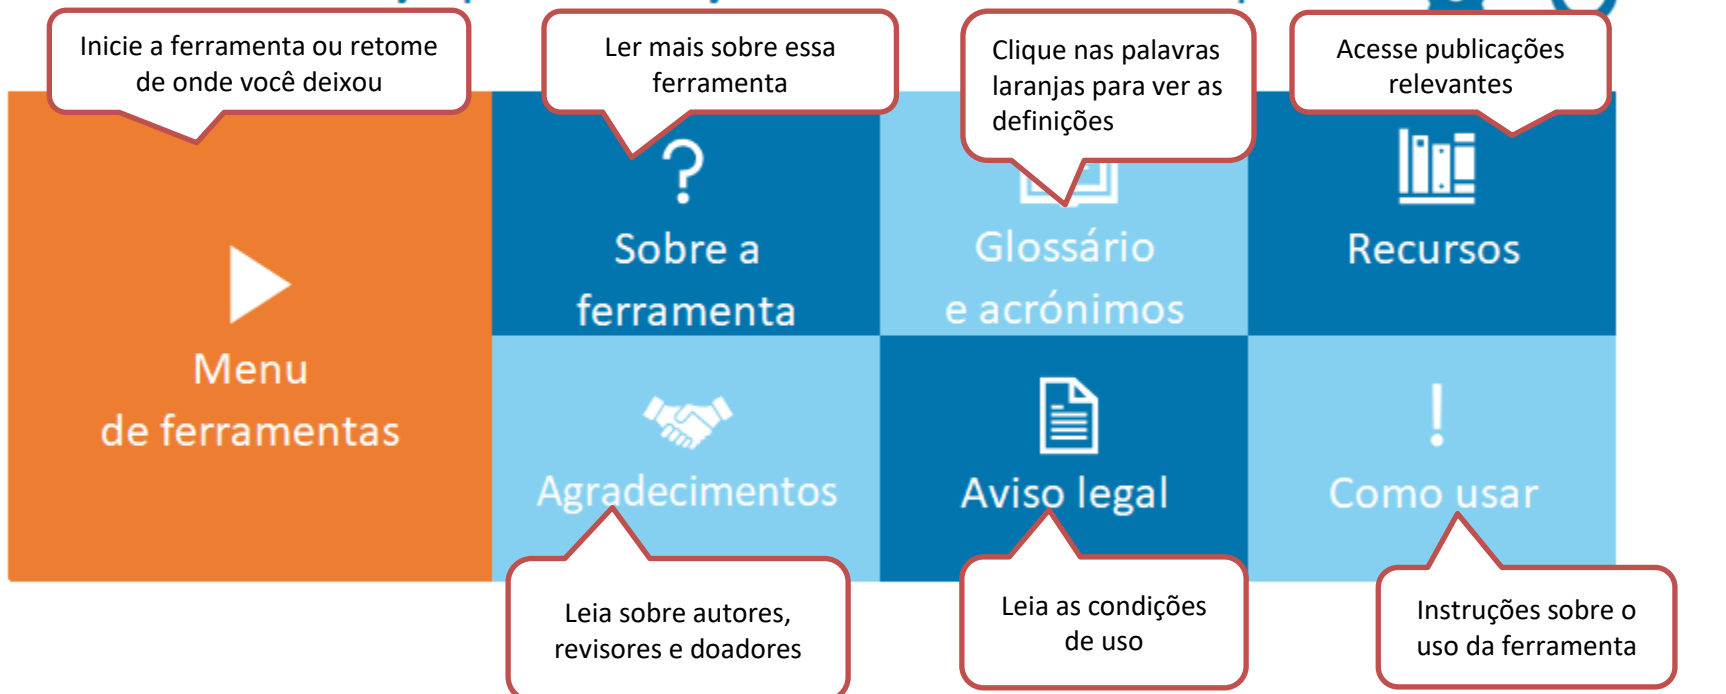 Inicie a ferramenta ou retome
de onde você deixou
Ler mais sobre essa
ferramenta
Clique nas palavras
laranjas para ver as
definições
Acesse publicações
relevantes
Menu
de ferramentas
Sobre a
ferramenta
Glossário
e acrónimos
Recursos
Agradecimentos
Aviso legal
Como usar
Leia sobre autores,
revisores e doadores
Leia as condições
de uso
Instruções sobre o
uso da ferramenta